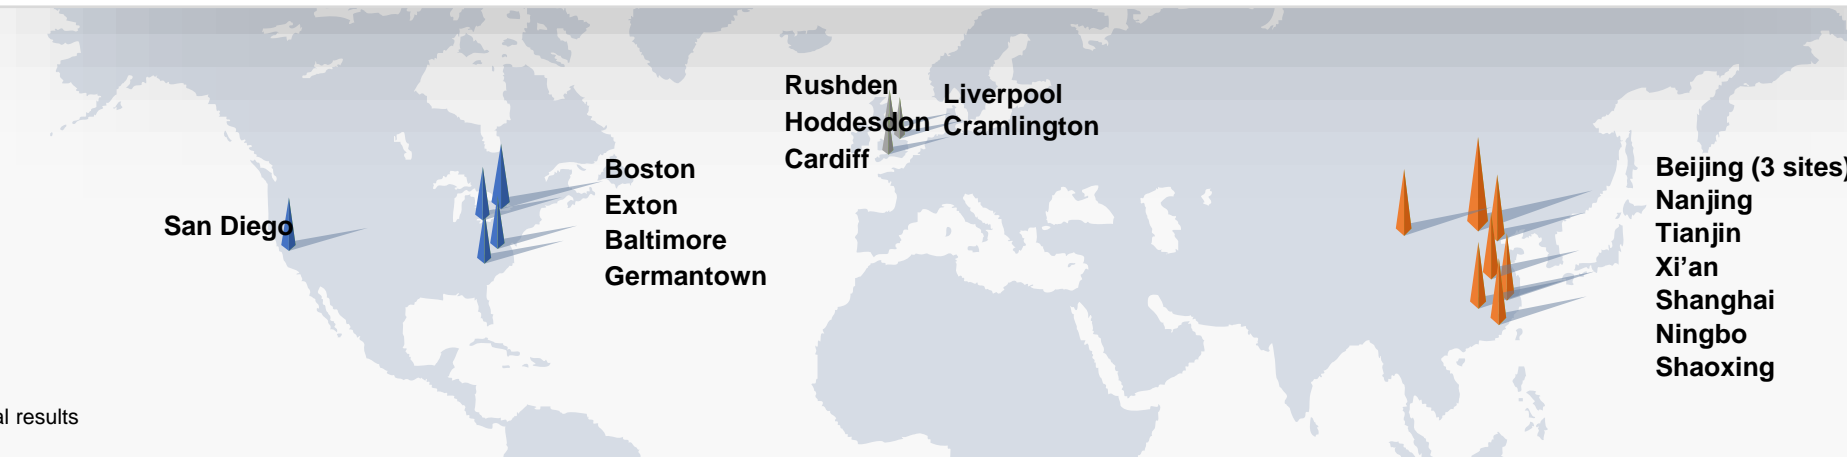 Rushden
Hoddesdon
Cardiff
Liverpool
Cramlington
San Diego
Boston
Exton
Baltimore
Germantown
Beijing (3 sites)
Nanjing
Tianjin
Xi’an
Shanghai
Ningbo
Shaoxing
results